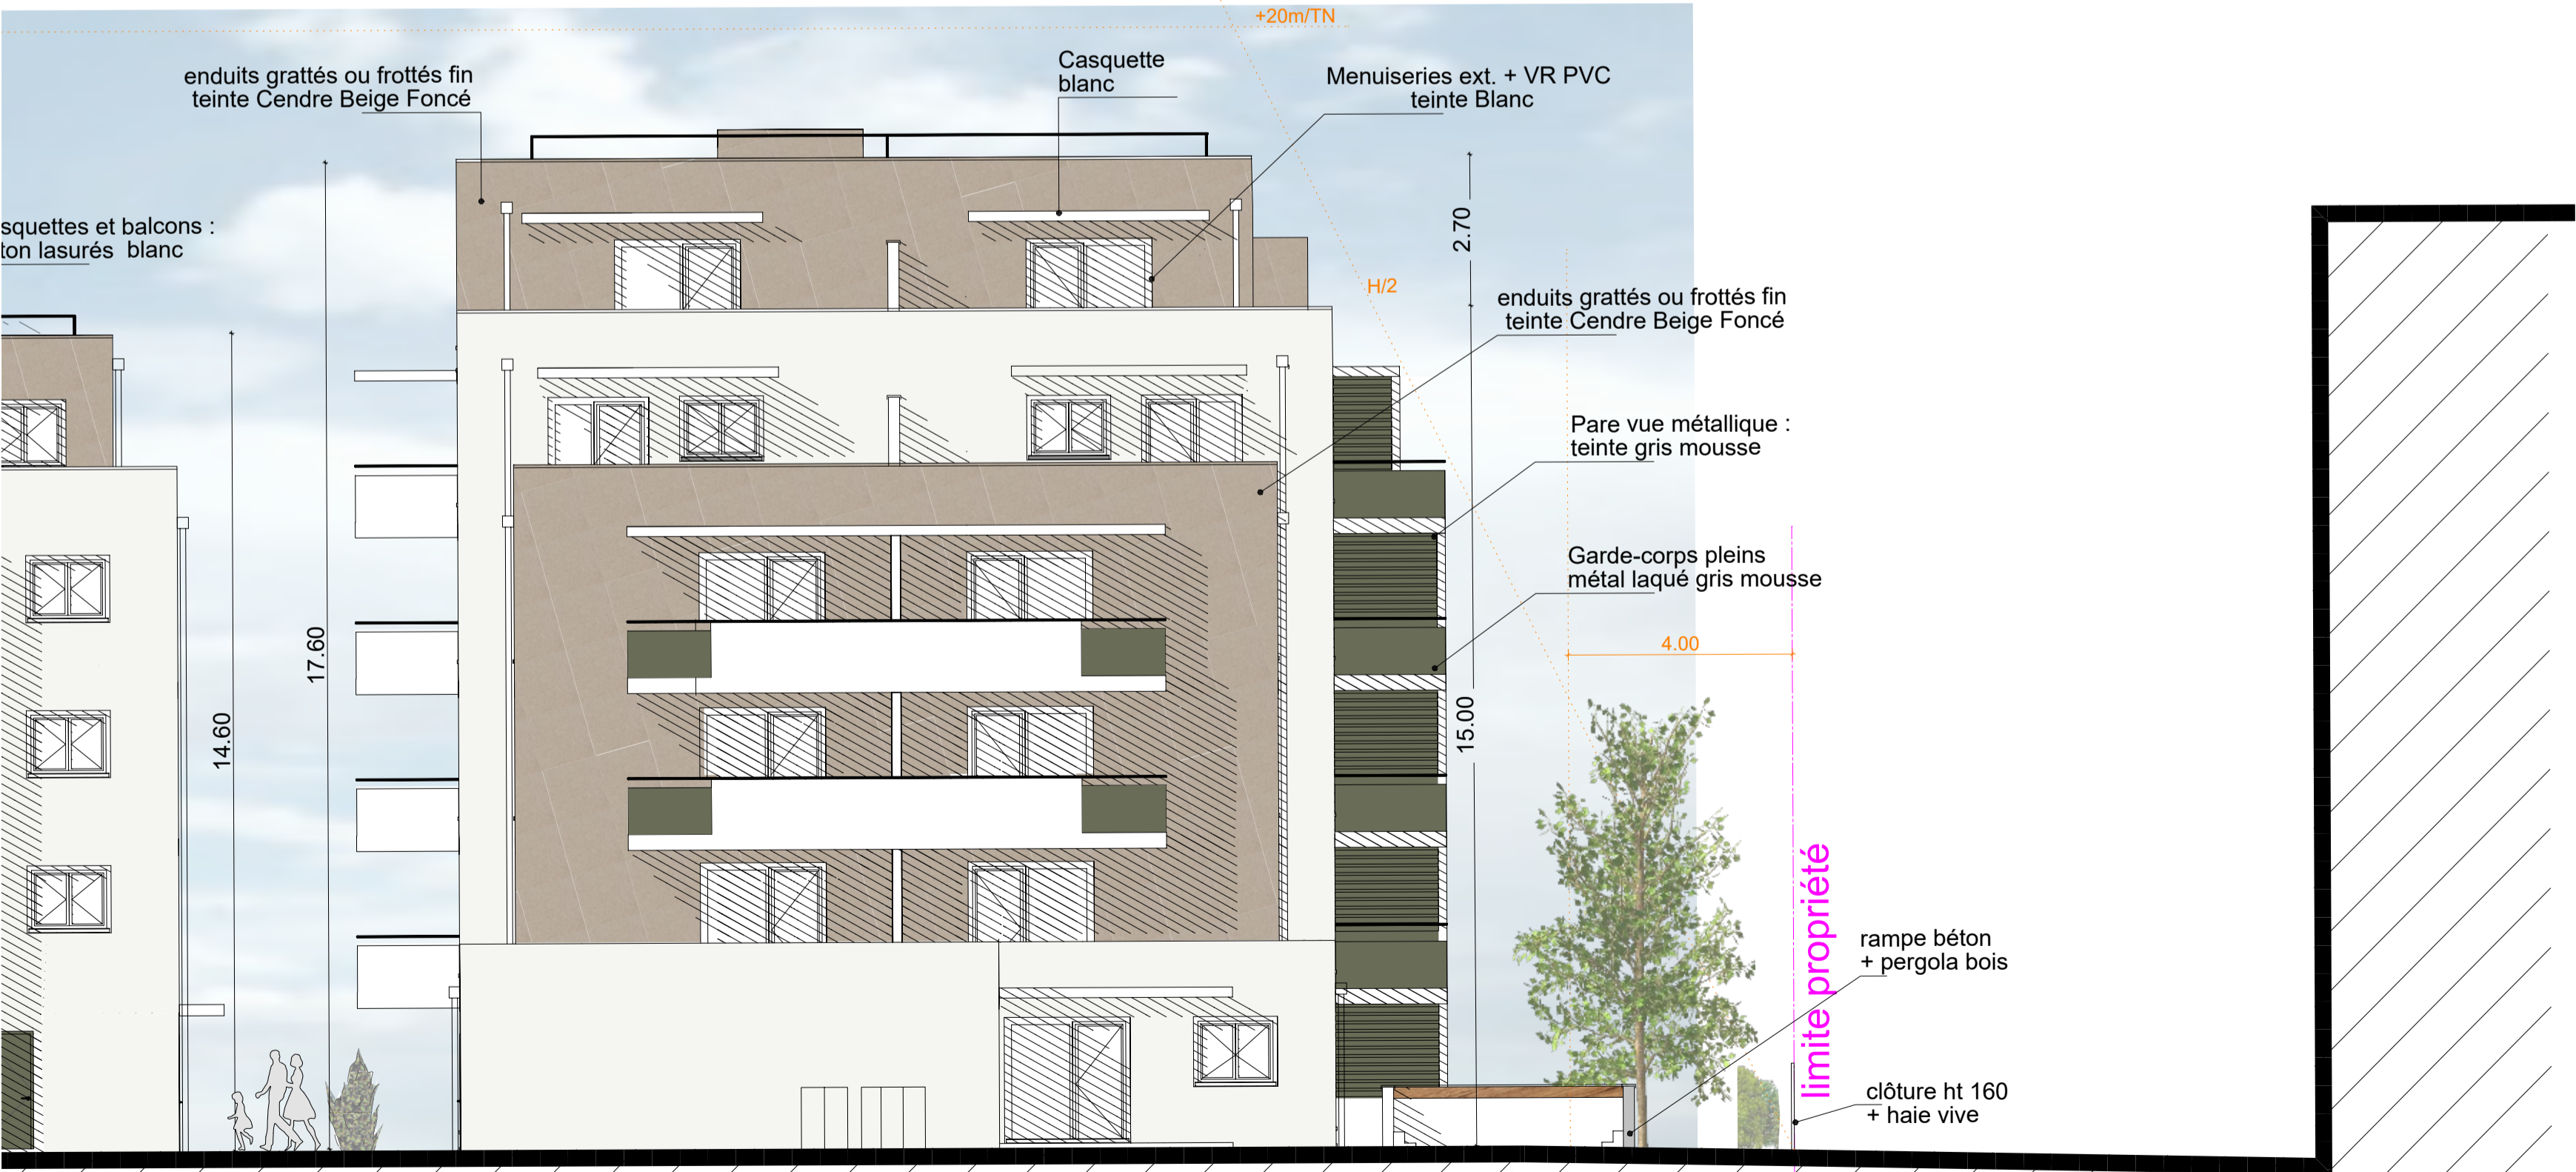 +20m/TN
enduits grattés ou frottés fin
teinte Cendre Beige Foncé
Casquette
blanc
Menuiseries ext. + VR PVC
teinte Blanc
squettes et balcons :
ton lasurés blanc
2.70
H/2
enduits grattés ou frottés fin
teinte Cendre Beige Foncé
Pare vue métallique :
teinte gris mousse
Garde-corps pleins
métal laqué gris mousse
4.00
17.60
14.60
15.00
limite propriété
rampe béton
+ pergola bois
clôture ht 160
+ haie vive